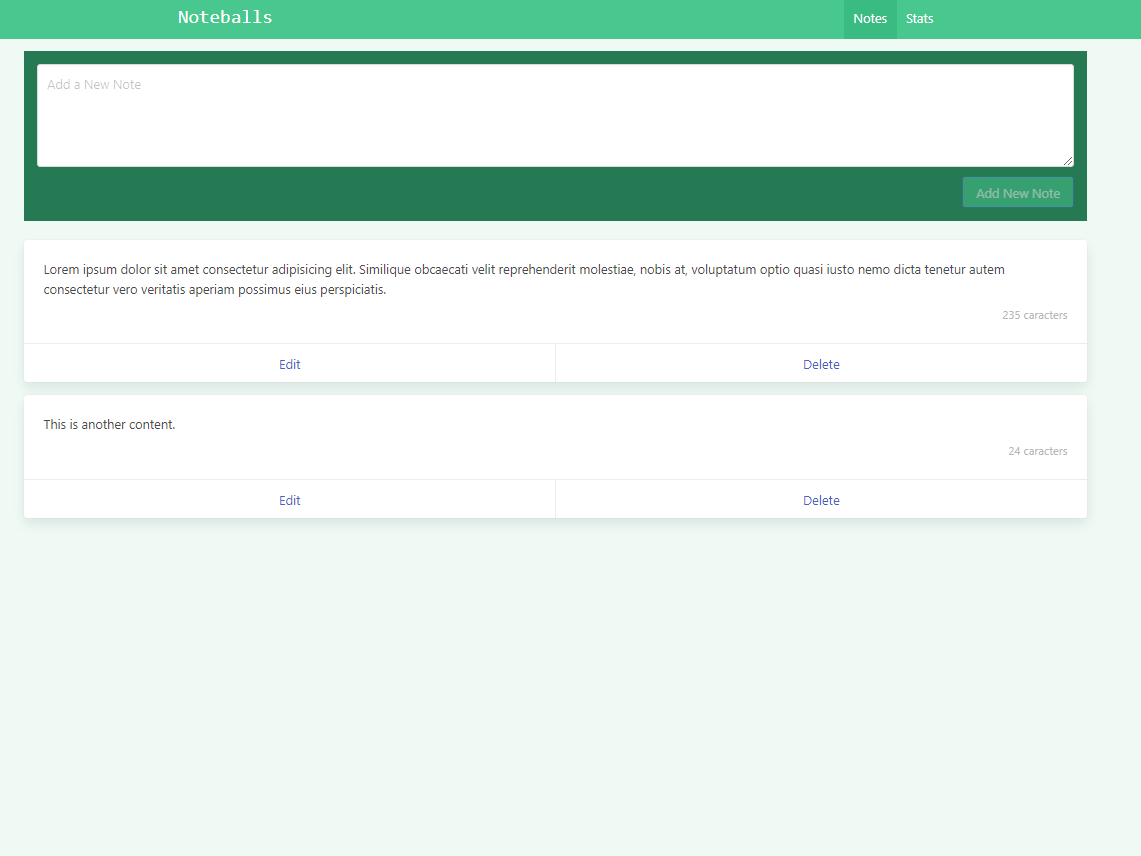 Noteballs
Notes
Stats
Add a New Note
Add New Note
Lorem ipsum dolor sit amet consectetur adipisicing elit. Similique obcaecati velit reprehenderit molestiae, nobis at, voluptatum optio quasi iusto nemo dicta tenetur autem
consectetur vero veritatis aperiam possimus eius perspiciatis.
235 caracters
Edit
Delete
This is another content.
24 caracters
Edit
Delete